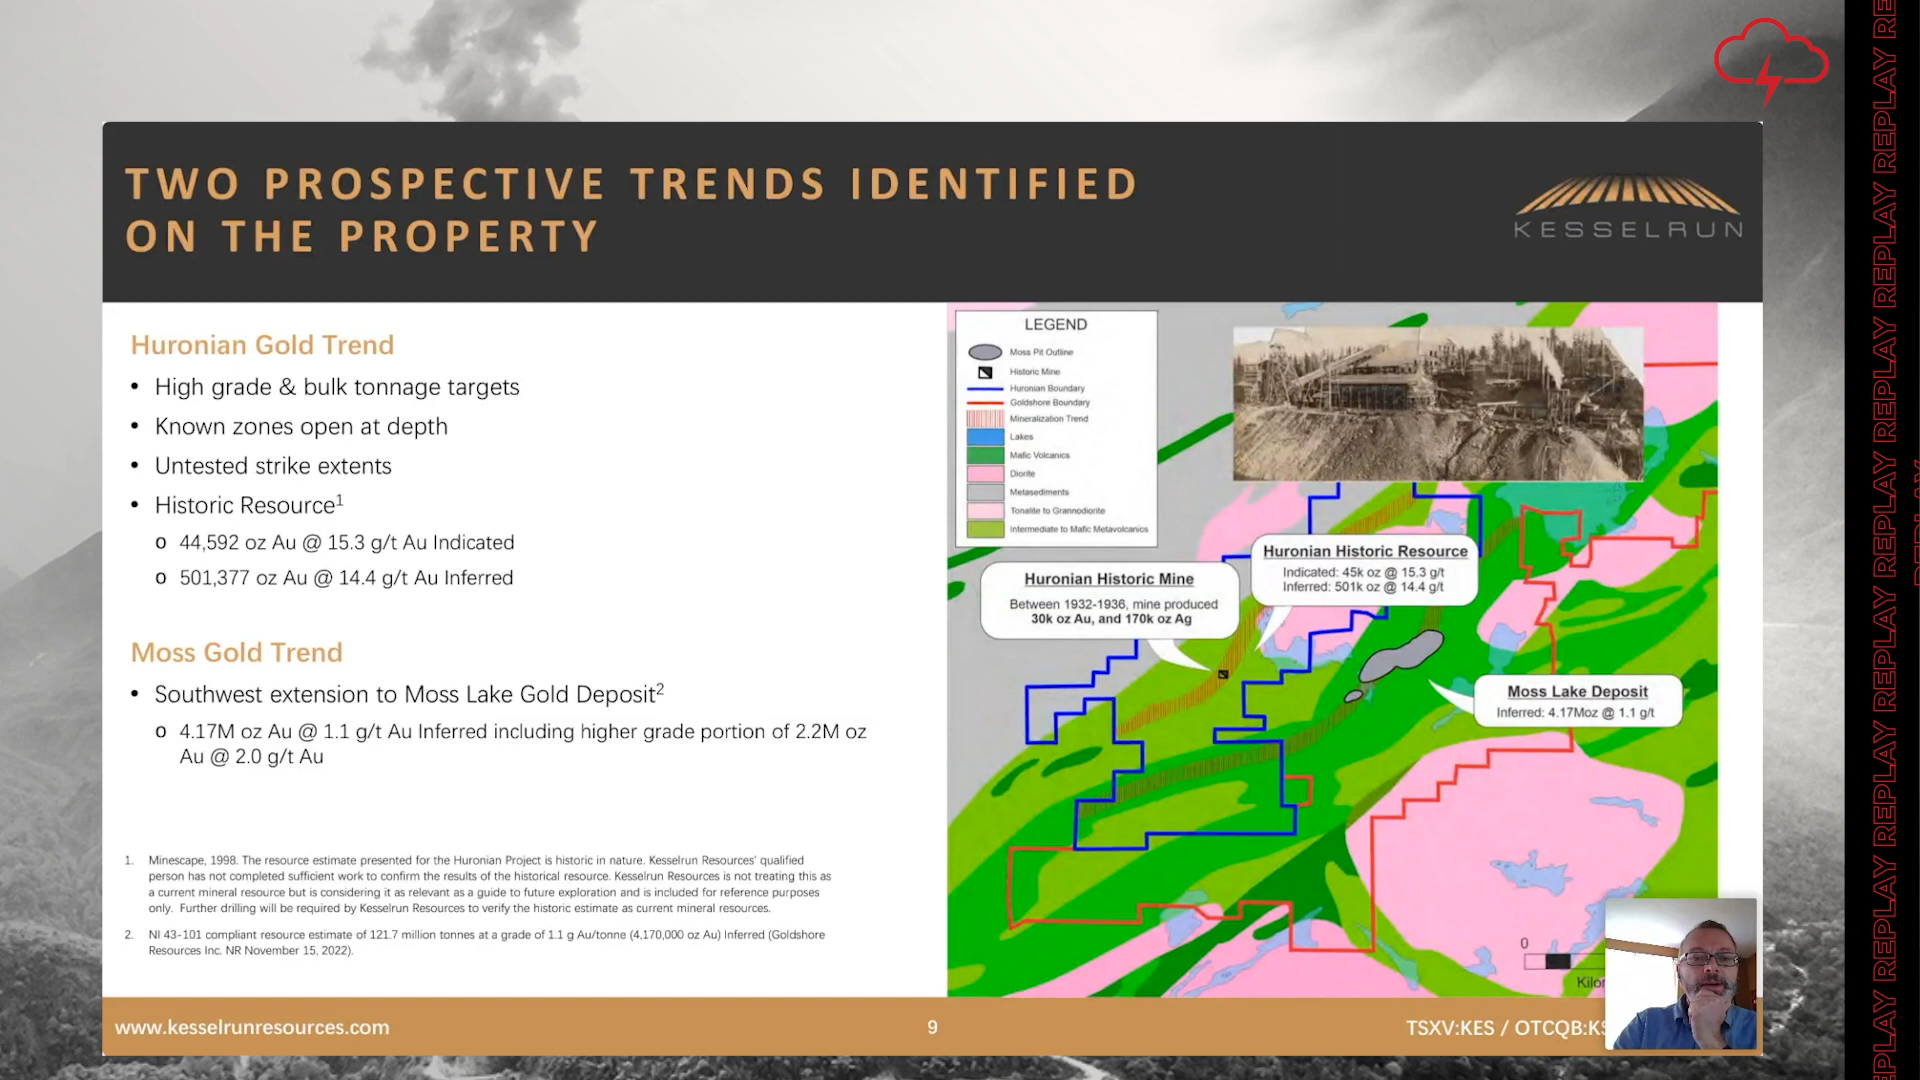 TWO PROSPECTIVE TRENDS IDENTIFIED
ON THE PROPERTY
KESSELRUN
Huronian Gold Trend
• High grade & bulk tonnage targets
• Known zones open at depth
• Untested strike extents
• Historic Resource1
o 44,592 oz Au @ 15.3 g/t Au Indicated
o 501,377 oz Au @ 14.4 g/t Au Inferred
Moss Gold Trend
• Southwest extension to Moss Lake Gold Deposit2
o 4.17M oz Au @ 1.1 g/t Au Inferred including higher grade portion of 2.2M oz
Au @ 2.0 g/t Au
1. Minescape, 1998. The resource estimate presented for the Huronian Project is historic in nature. Kesselrun Resources' qualified
person has not completed sufficient work to confirm the results of the historical resource. Kesselrun Resources is not treating this as
a current mineral resource but is considering it as relevant as a guide to future exploration and is included for reference purposes
only. Further drilling will be required by Kesselrun Resources to verify the historic estimate as current mineral resources.
2. NI 43-101 compliant resource estimate of 121.7 million tonnes at a grade of 1.1 g Au/tonne (4,170,000 oz Au) Inferred (Goldshore
Resources Inc. NR November 15, 2022).
LEGEND
Moss Pit Outline
Historic Mine
Huronian Boundary
Goldshore Boundary
Mineralization Trend
Lakes
Mafic Volcanics
Diorite
Metasediments
Tonalite to Grannodiorite
Intermediate to Mafic Metavolcanics
Huronian Historic Resource
Indicated: 45k oz @ 15.3 g/t
Inferred: 501k oz @ 14.4 g/t
Huronian Historic Mine
Between 1932-1936, mine produced
30k oz Au, and 170k oz Ag
Moss Lake Deposit
Inferred: 4.17Moz @ 1.1 g/t
0
Kilo
www.kesselrunresources.com
9
TSXV:KES / OTCQB:KS
REPLAY REPLAY REPLAY REPLAY REPLAY REPLAY REPLAY